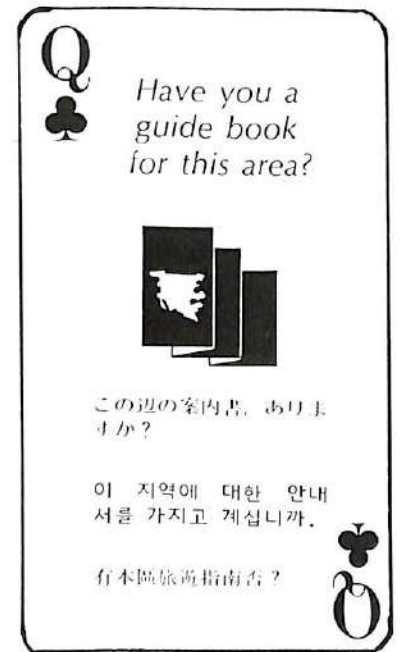 Q
Have you a
guide book
for this area?
この辺の案内書、ありま
すか?
이 지역에 대한 안내
서를 가지고 계십니까.
有本區旅遊指南否?
Q